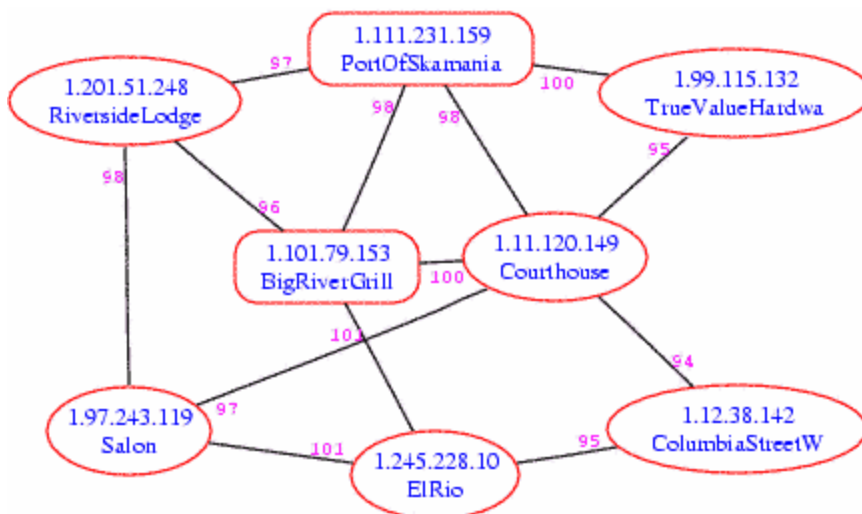 1.111.231.159
PortOfSkamania
97
100
1.201.51.248
RiversideLodge
1.99.115.132
TrueValueHardwa
98
98
95
98
96
1.101.79.153
BigRiverGrill
100
1.11.120.149
Courthouse
101
94
97
1.97.243.119
Salon
101
1.245.228.10
ElRio
95
1.12.38.142
ColumbiaStreetW